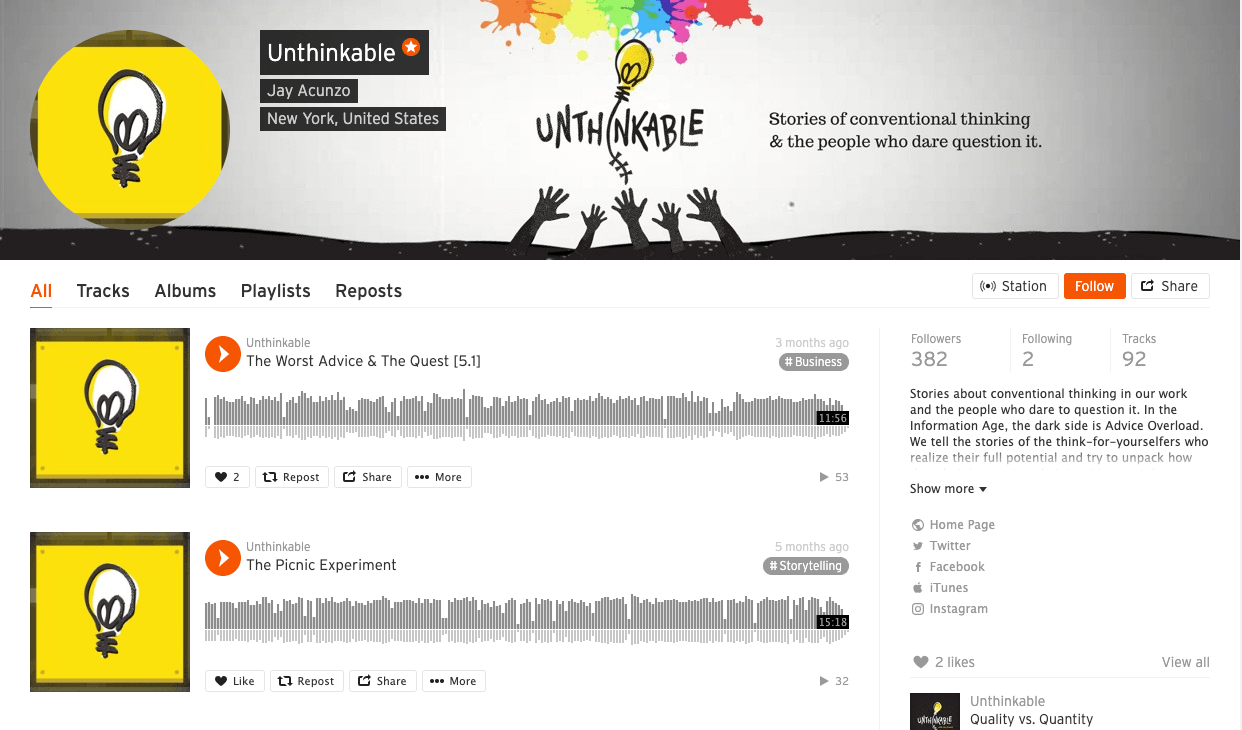 Unthinkable
Jay Acunzo
New York, United States
UNTHINKABLE
Stories of conventional thinking
& the people who dare question it.
All
Tracks
Albums
Playlists
Reposts
Station
Follow
Share
Unthinkable
3 months ago
The Worst Advice & The Quest [5.1]
# Business
11:56
2
Repost
Share
More
53
Unthinkable
5 months ago
The Picnic Experiment
# Storytelling
15:18
Like
Repost
Share
More
32
Followers
382
Following
2
Tracks
92
Stories about conventional thinking in our work
and the people who dare to question it. In the
Information Age, the dark side is Advice Overload.
We tell the stories of the think-for-yourselfers who
realize their full potential and try to unpack how
Show more
Home Page
Twitter
Facebook
iTunes
Instagram
2 likes
View all
UNTHINKABLE
Unthinkable
Quality vs. Quantity